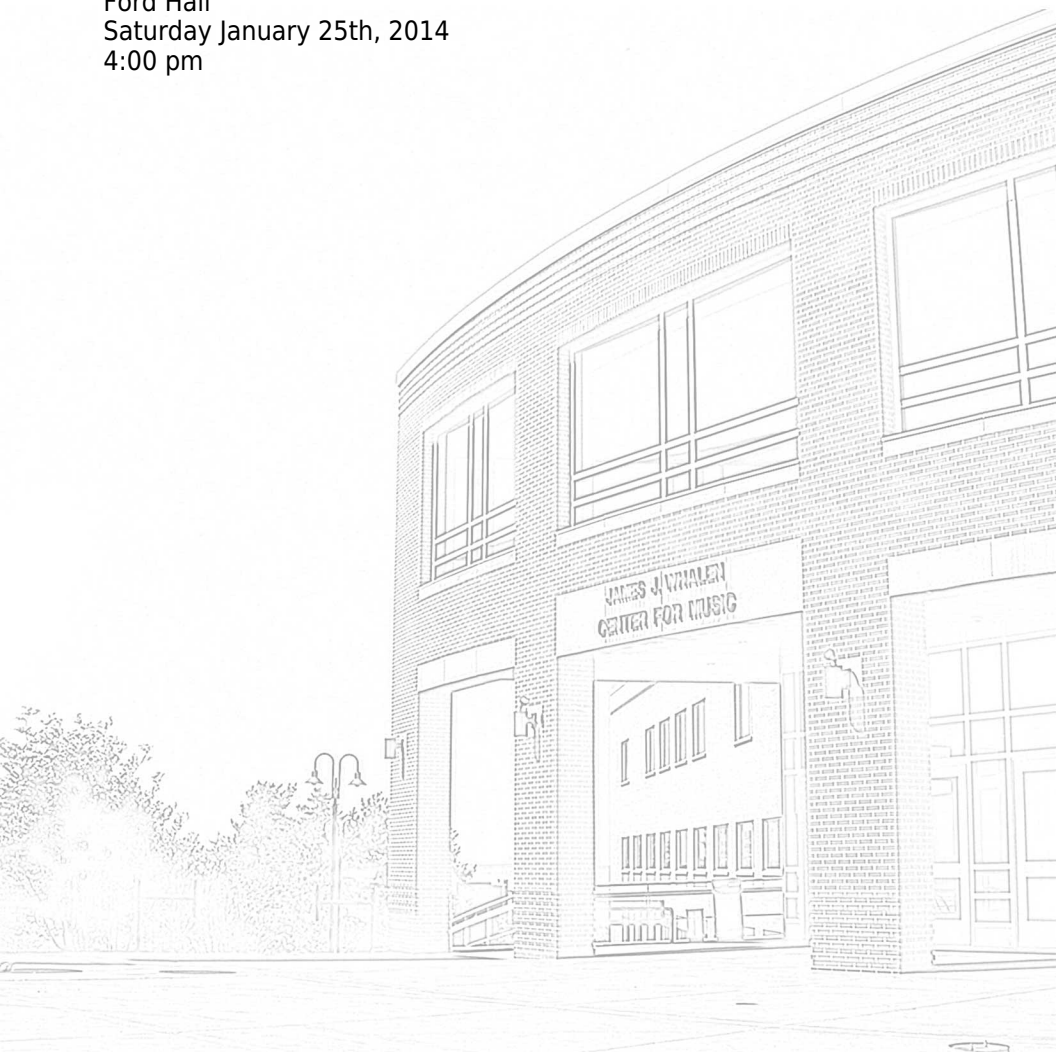 Ford Hall
Saturday January 25th, 2014
4:00 pm
JAMES J. WHALEN
CENTER FOR MUSIC